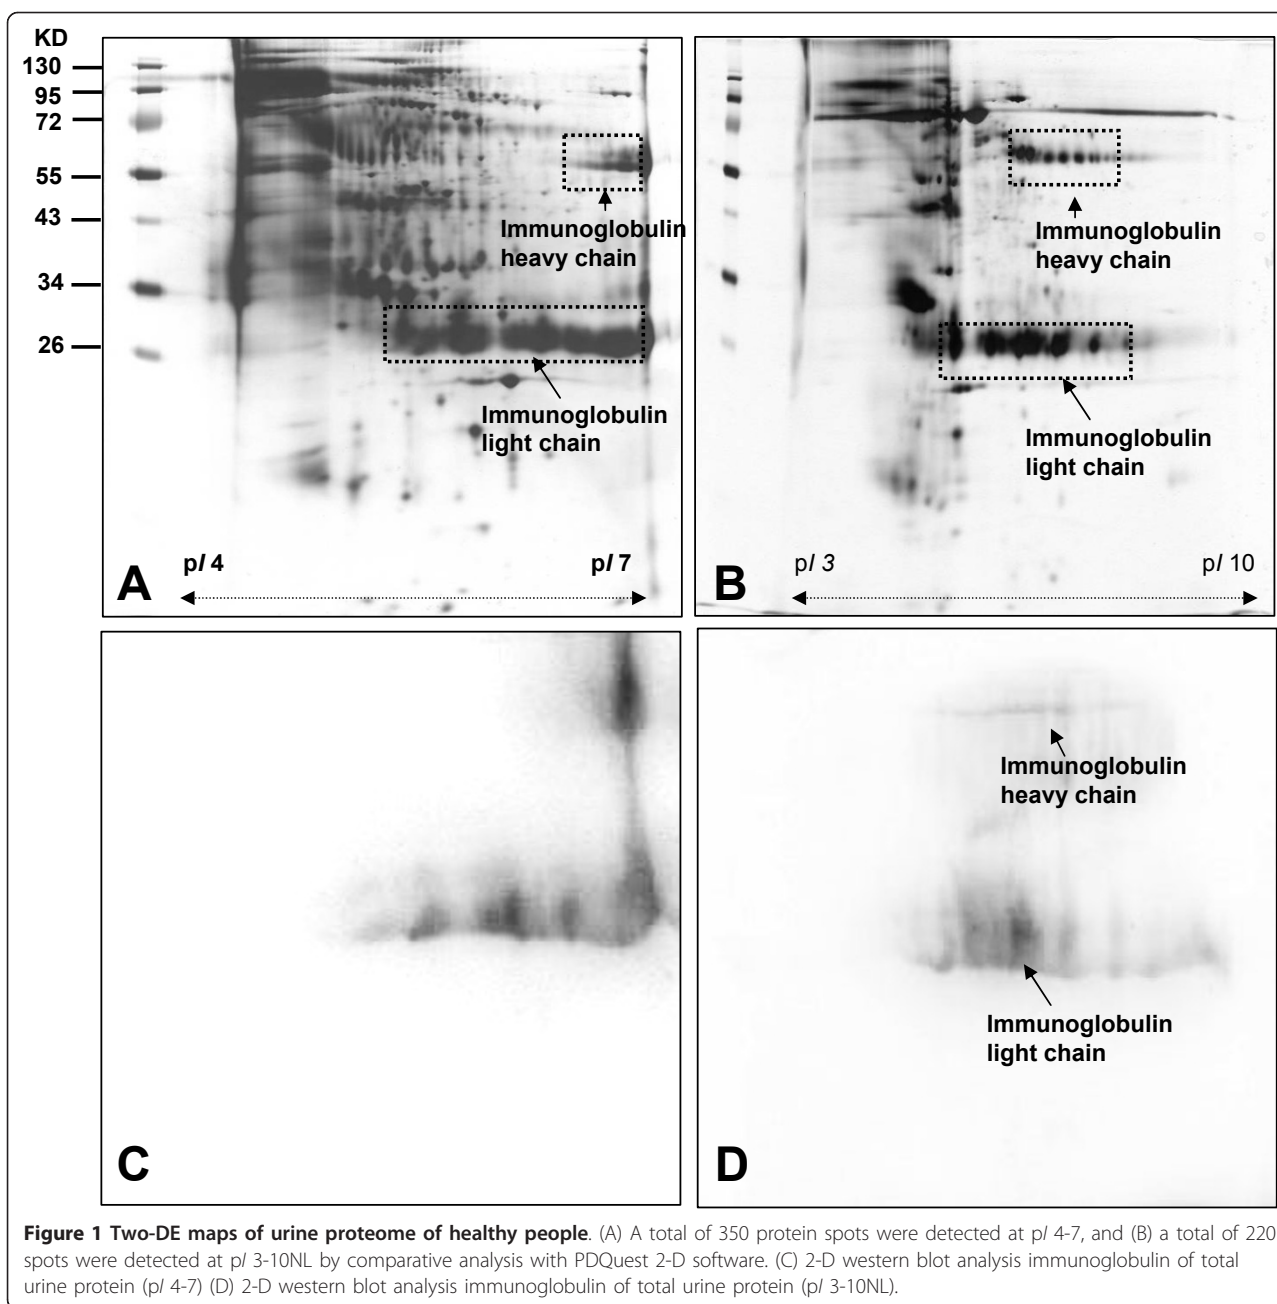 KD
130
95
72
55
43
34
26
Immunoglobulin
heavy chain
Immunoglobulin
light chain
A
pI 4
pI 7
Immunoglobulin
heavy chain
Immunoglobulin
light chain
B
pI 3
pI 10
C
Immunoglobulin
heavy chain
Immunoglobulin
light chain
D
Figure 1 Two-DE maps of urine proteome of healthy people. (A) A total of 350 protein spots were detected at pI 4-7, and (B) a total of 220
spots were detected at pI 3-10NL by comparative analysis with PDQuest 2-D software. (C) 2-D western blot analysis immunoglobulin of total
urine protein (pI 4-7) (D) 2-D western blot analysis immunoglobulin of total urine protein (pI 3-10NL).